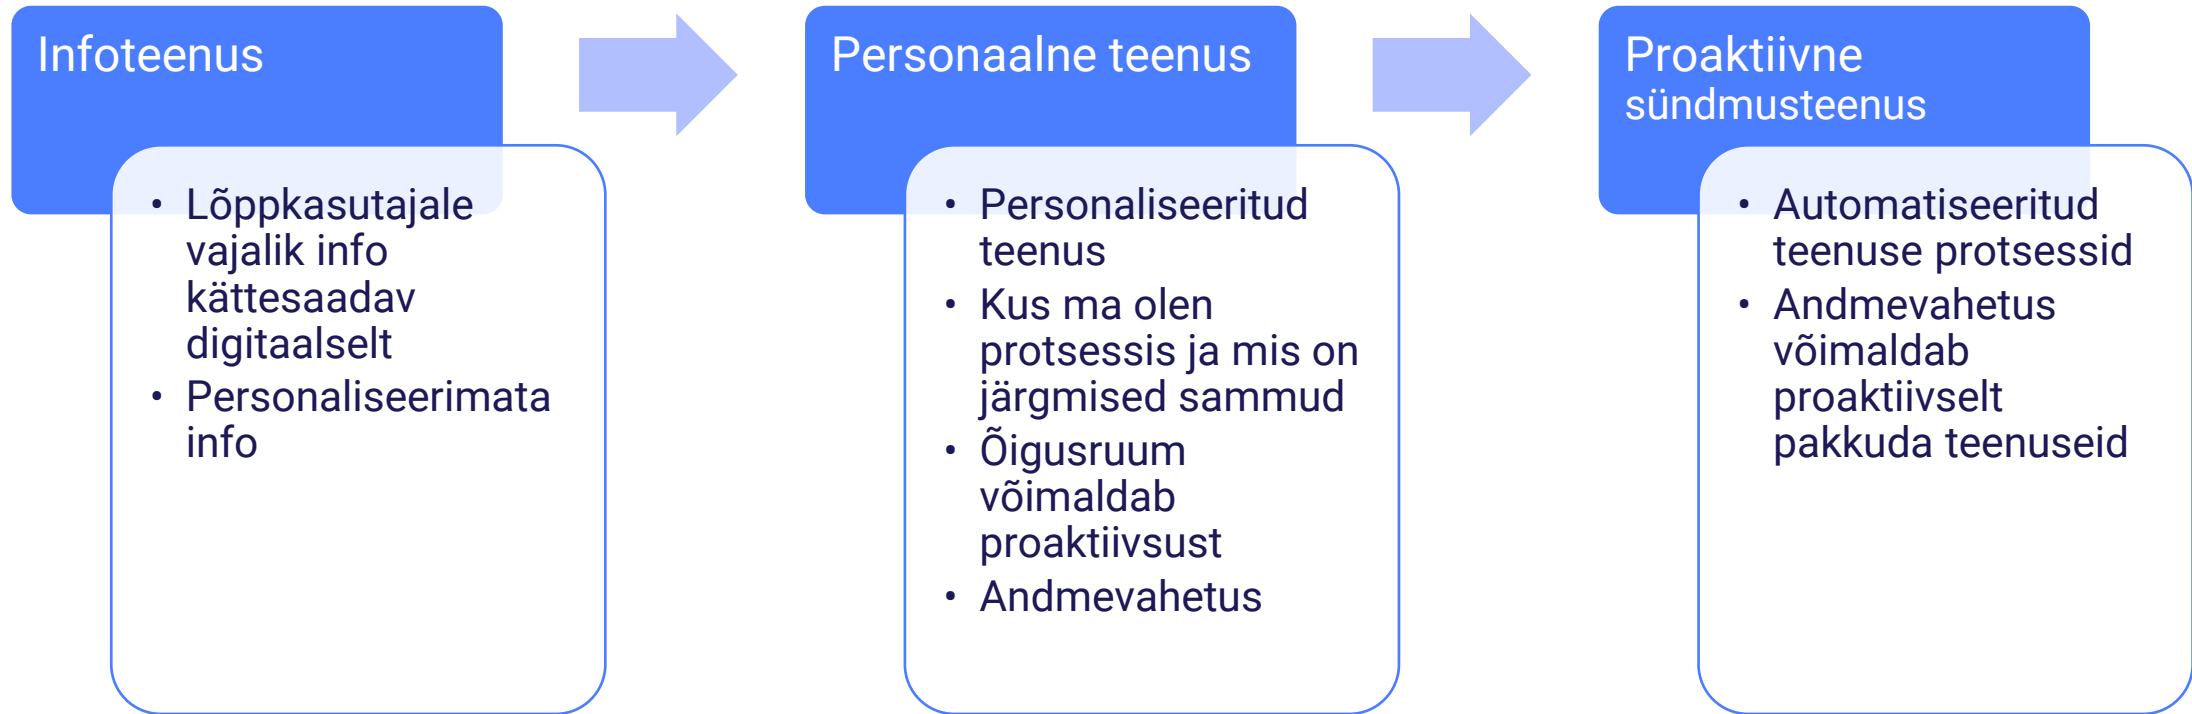 Infoteenus
• Lõppkasutajale
vajalik info
kättesaadav
digitaalselt
• Personaliseerimata
info
Personaalne teenus
• Personaliseeritud
teenus
• Kus ma olen
protsessis ja mis on
järgmised sammud
• Õigusruum
võimaldab
proaktiivsust
• Andmevahetus
Proaktiivne
sündmusteenus
• Automatiseeritud
teenuse protsessid
• Andmevahetus
võimaldab
proaktiivselt
pakkuda teenuseid